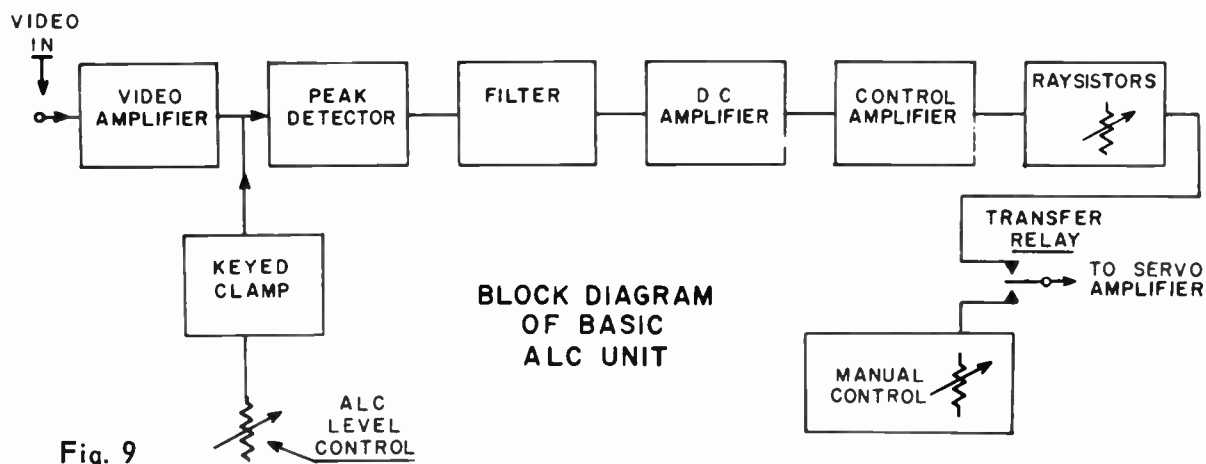 VIDEO
IN
VIDEO
AMPLIFIER
PEAK
DETECTOR
FILTER
D C
AMPLIFIER
CONTROL
AMPLIFIER
RAYSISTORS
KEYED
CLAMP
TRANSFER
RELAY
TO SERVO
AMPLIFIER
BLOCK DIAGRAM
OF BASIC
ALC UNIT
MANUAL
CONTROL
ALC
LEVEL
CONTROL
Fig. 9